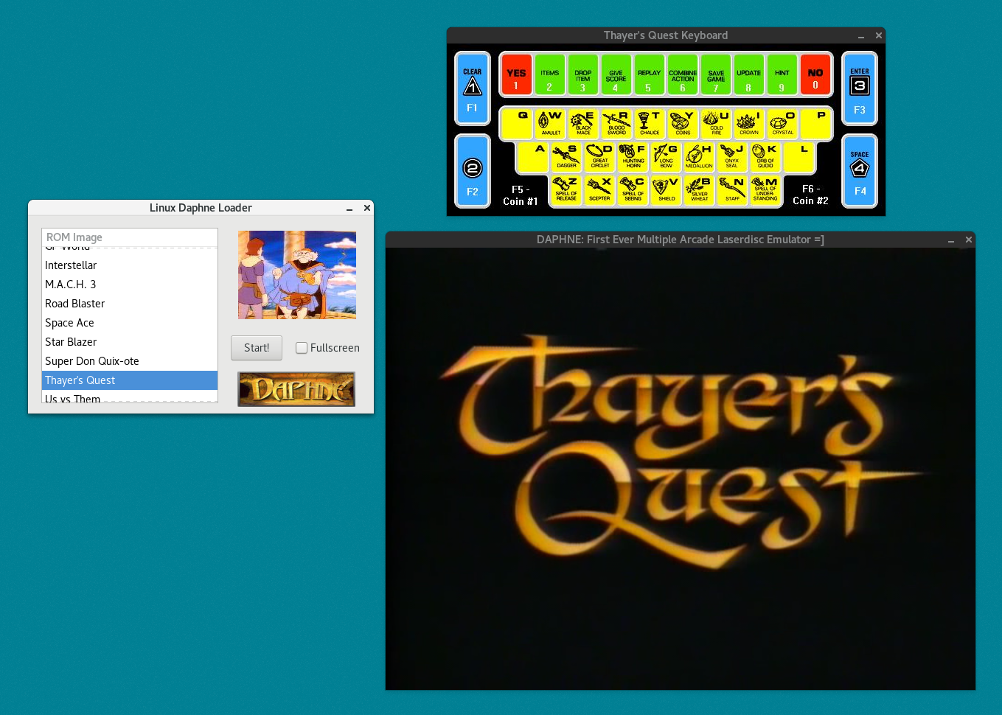 Thayer's Quest Keyboard
CLEAR
1
F1
YES
1
ITEMS
2
DROP ITEM
3
GIVE SCORE
4
REPLAY
5
COMBINE ACTION
6
SAVE GAME
7
UPDATE
8
HINT
9
NO
0
ENTER
3
F3
Q
W
AMULET
E
BLACK MACE
R
BLOOD SWORD
T
CHALICE
Y
COINS
U
COLD FIRE
I
CROWN
O
CRYSTAL
P
A
S
DAGGER
D
GREAT CIRCLET
F
HUNTING HORN
G
LONG BOW
H
MEDALLION
J
ONYX SEAL
K
ORB OF QUOID
L
2
F2
F5 -
Coin #1
Z
SPELL OF RELEASE
X
SCEPTER
C
SPELL OF SEEING
V
SHIELD
B
SILVER WHEAT
N
STAFF
M
SPELL OF UNDER-STANDING
F6 -
Coin #2
SPACE
4
F4
Linux Daphne Loader
ROM Image
GP World
Interstellar
M.A.C.H. 3
Road Blaster
Space Ace
Star Blazer
Super Don Quix-ote
Thayer's Quest
Us vs Them
Start!
Fullscreen
DAPHNE
DAPHNE: First Ever Multiple Arcade Laserdisc Emulator =]
Thayer's
Quest